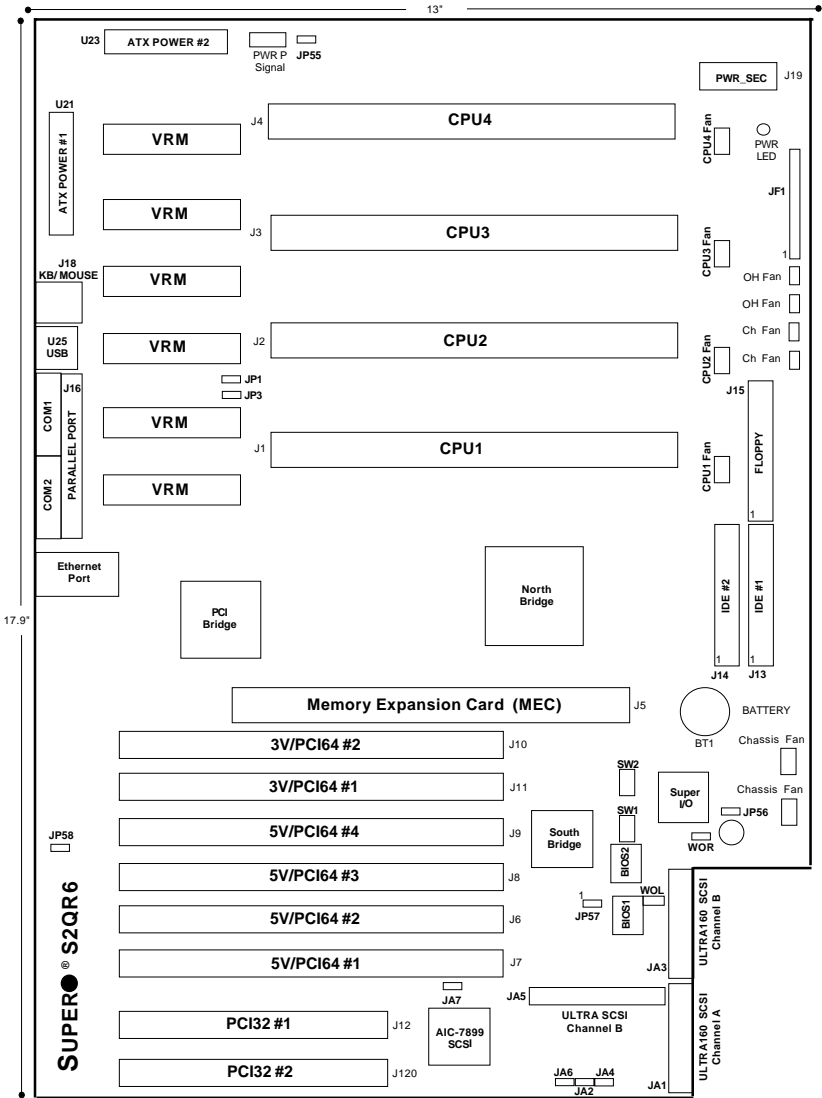 13"
U23
ATX POWER #2
PWR P
Signal
JP55
PWR_SEC
J19
U21
ATX POWER #1
VRM
J4
CPU4
CPU4 Fan
PWR
LED
JF1
1
VRM
J3
CPU3
CPU3 Fan
OH Fan
OH Fan
Ch Fan
Ch Fan
J18
KB/ MOUSE
VRM
U25
USB
VRM
J2
CPU2
CPU2 Fan
JP1
JP3
J15
FLOPPY
1
COM1
J16
PARALLEL PORT
COM2
VRM
J1
CPU1
CPU1 Fan
VRM
Ethernet
Port
PCI
Bridge
North
Bridge
IDE #2
1
J14
IDE #1
1
J13
17.9"
Memory Expansion Card (MEC)
J5
BATTERY
BT1
3V/PCI64 #2
J10
Chassis Fan
3V/PCI64 #1
J11
SW2
Super
I/O
Chassis Fan
JP56
SW1
WOR
5V/PCI64 #4
J9
South
Bridge
BIOS2
JP58
5V/PCI64 #3
J8
1
JP57
BIOS1
WOL
5V/PCI64 #2
J6
ULTRA160 SCSI
Channel B
JA3
5V/PCI64 #1
J7
JA7
JA5
ULTRA SCSI
Channel B
ULTRA160 SCSI
Channel A
JA1
PCI32 #1
J12
AIC-7899
SCSI
PCI32 #2
J120
JA6
JA4
JA2
SUPER ® S2QR6